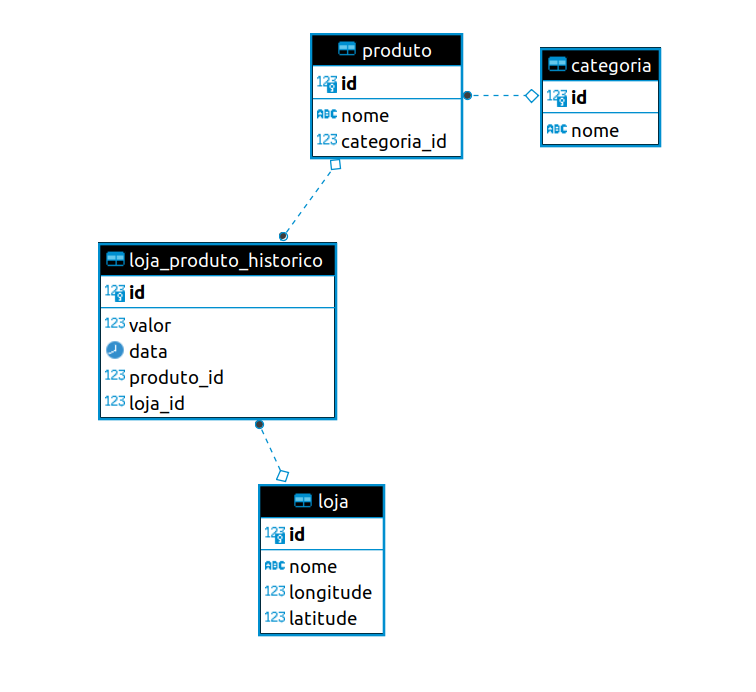 produto
123 id
ABC nome
123 categoria_id
categoria
123 id
ABC nome
loja_produto_historico
123 id
123 valor
data
123 produto_id
123 loja_id
loja
123 id
ABC nome
123 longitude
123 latitude